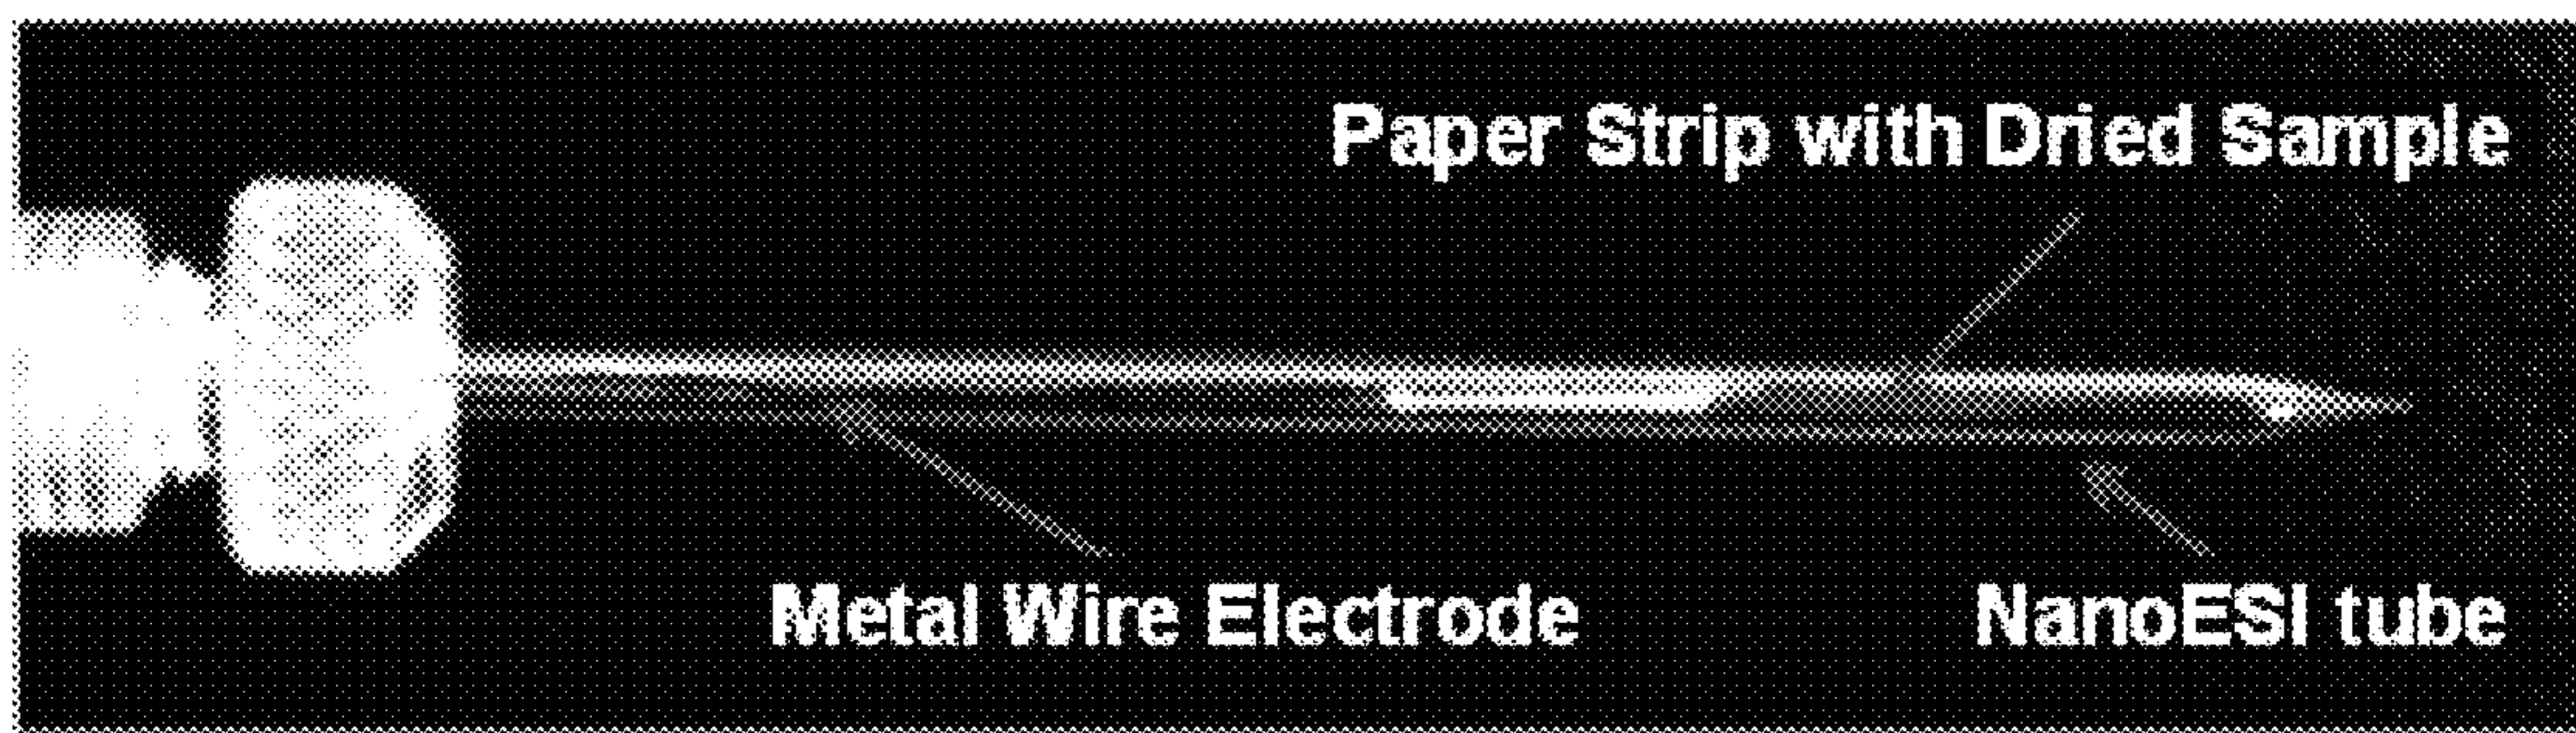 Paper Strip with Dried Sample
Metal Wire Electrode
NanoESI tube